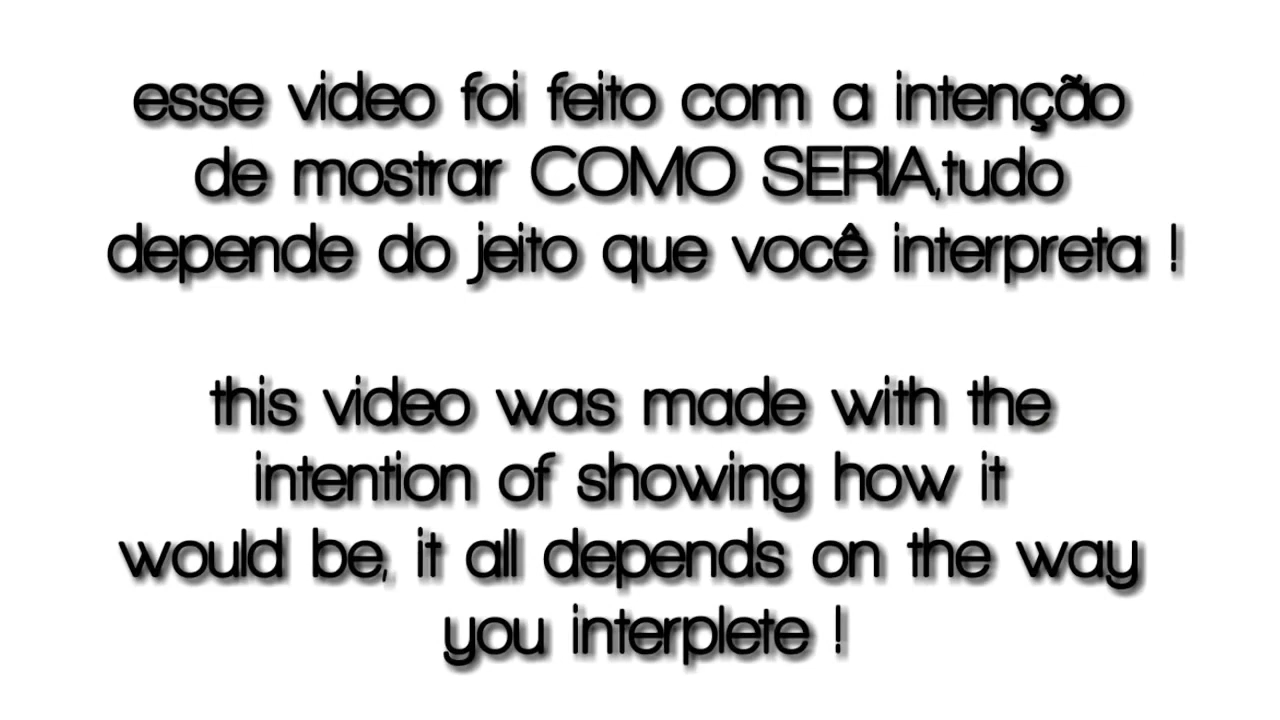 esse video foi feito com a intenção
de mostrar COMO SERIA,tudo
depende do jeito que você interpreta !
this video was made with the
intention of showing how it
would be, it all depends on the way
you interplete !